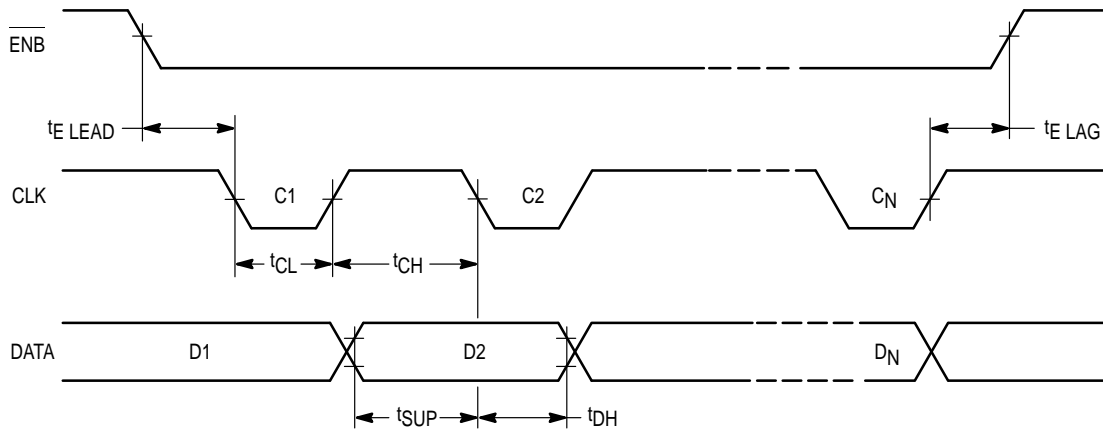 ENB
tE LEAD
tE LAG
CLK
C1
C2
CN
tCL
tCH
DATA
D1
D2
DN
tSUP
tDH